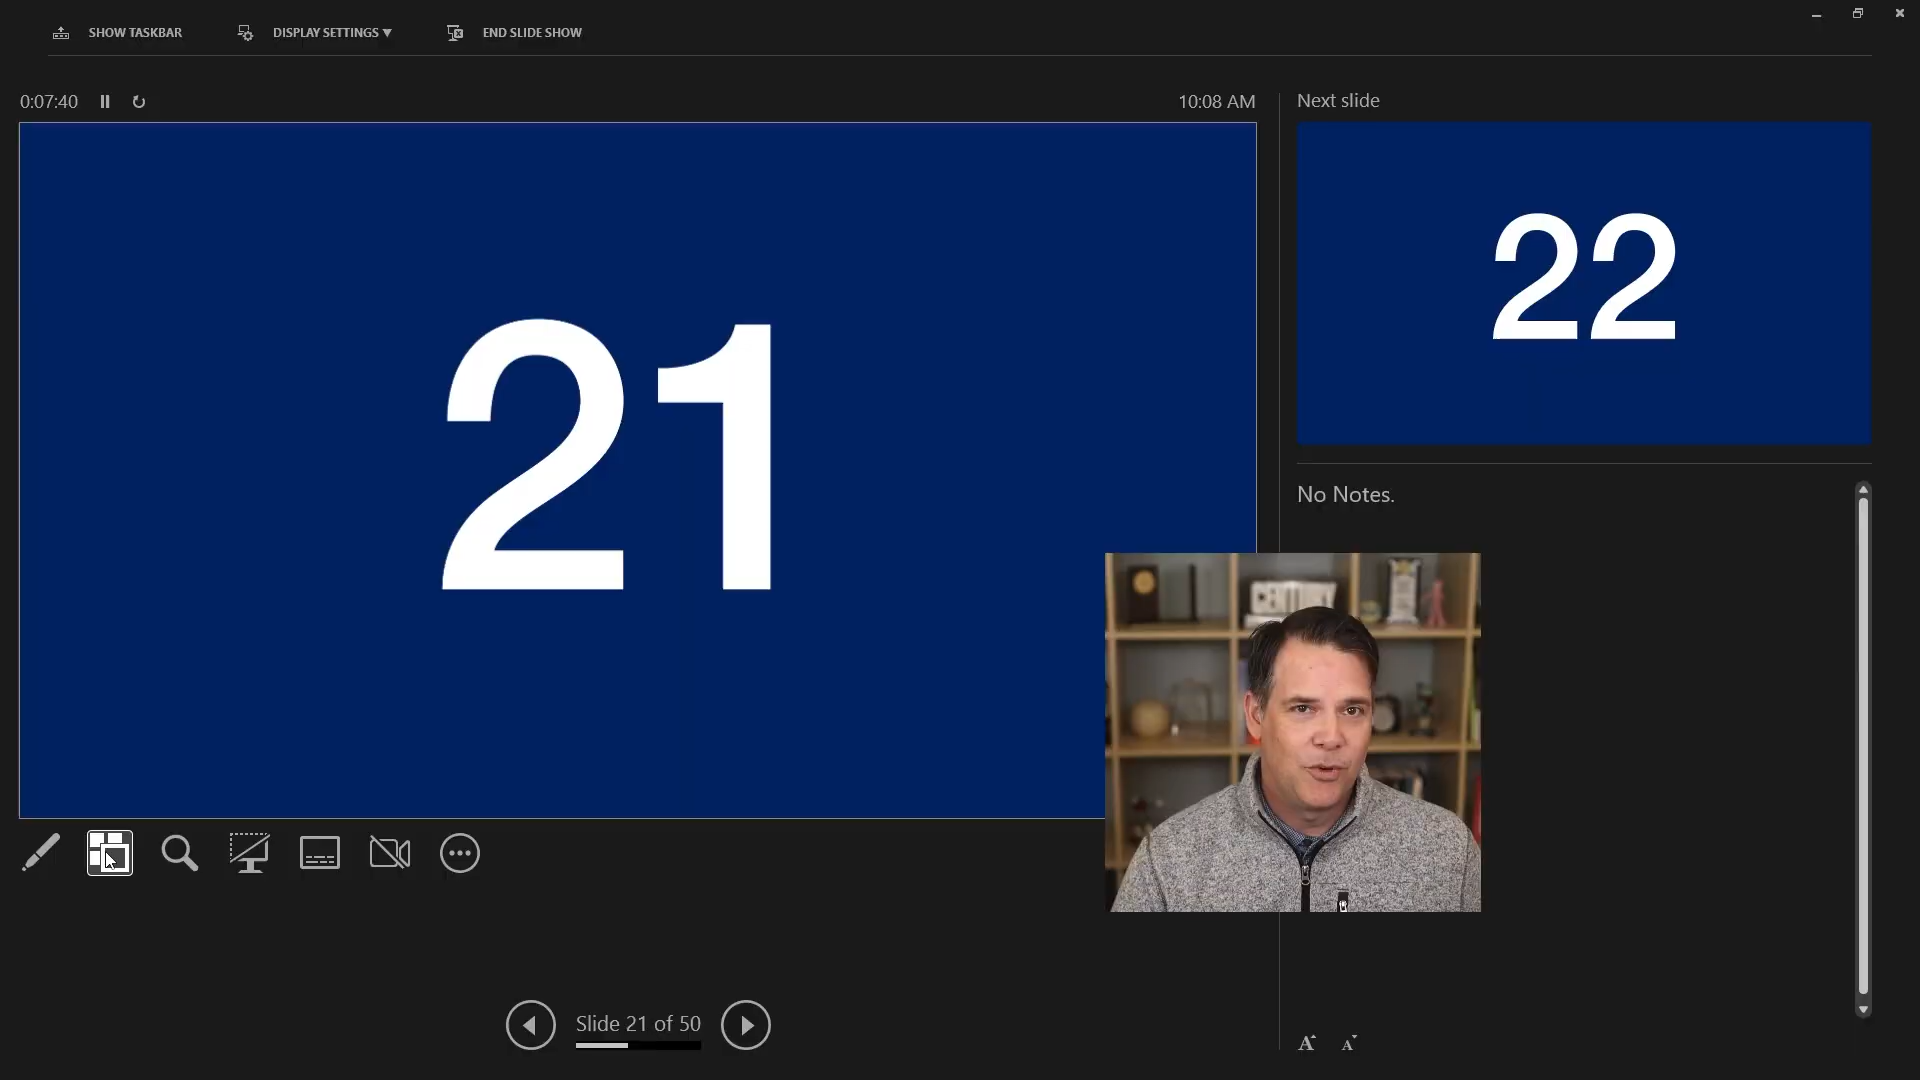 SHOW TASKBAR
DISPLAY SETTINGS ▼
END SLIDE SHOW
0:07:40
10:08 AM
21
Slide 21 of 50
Next slide
22
No Notes.
A
A